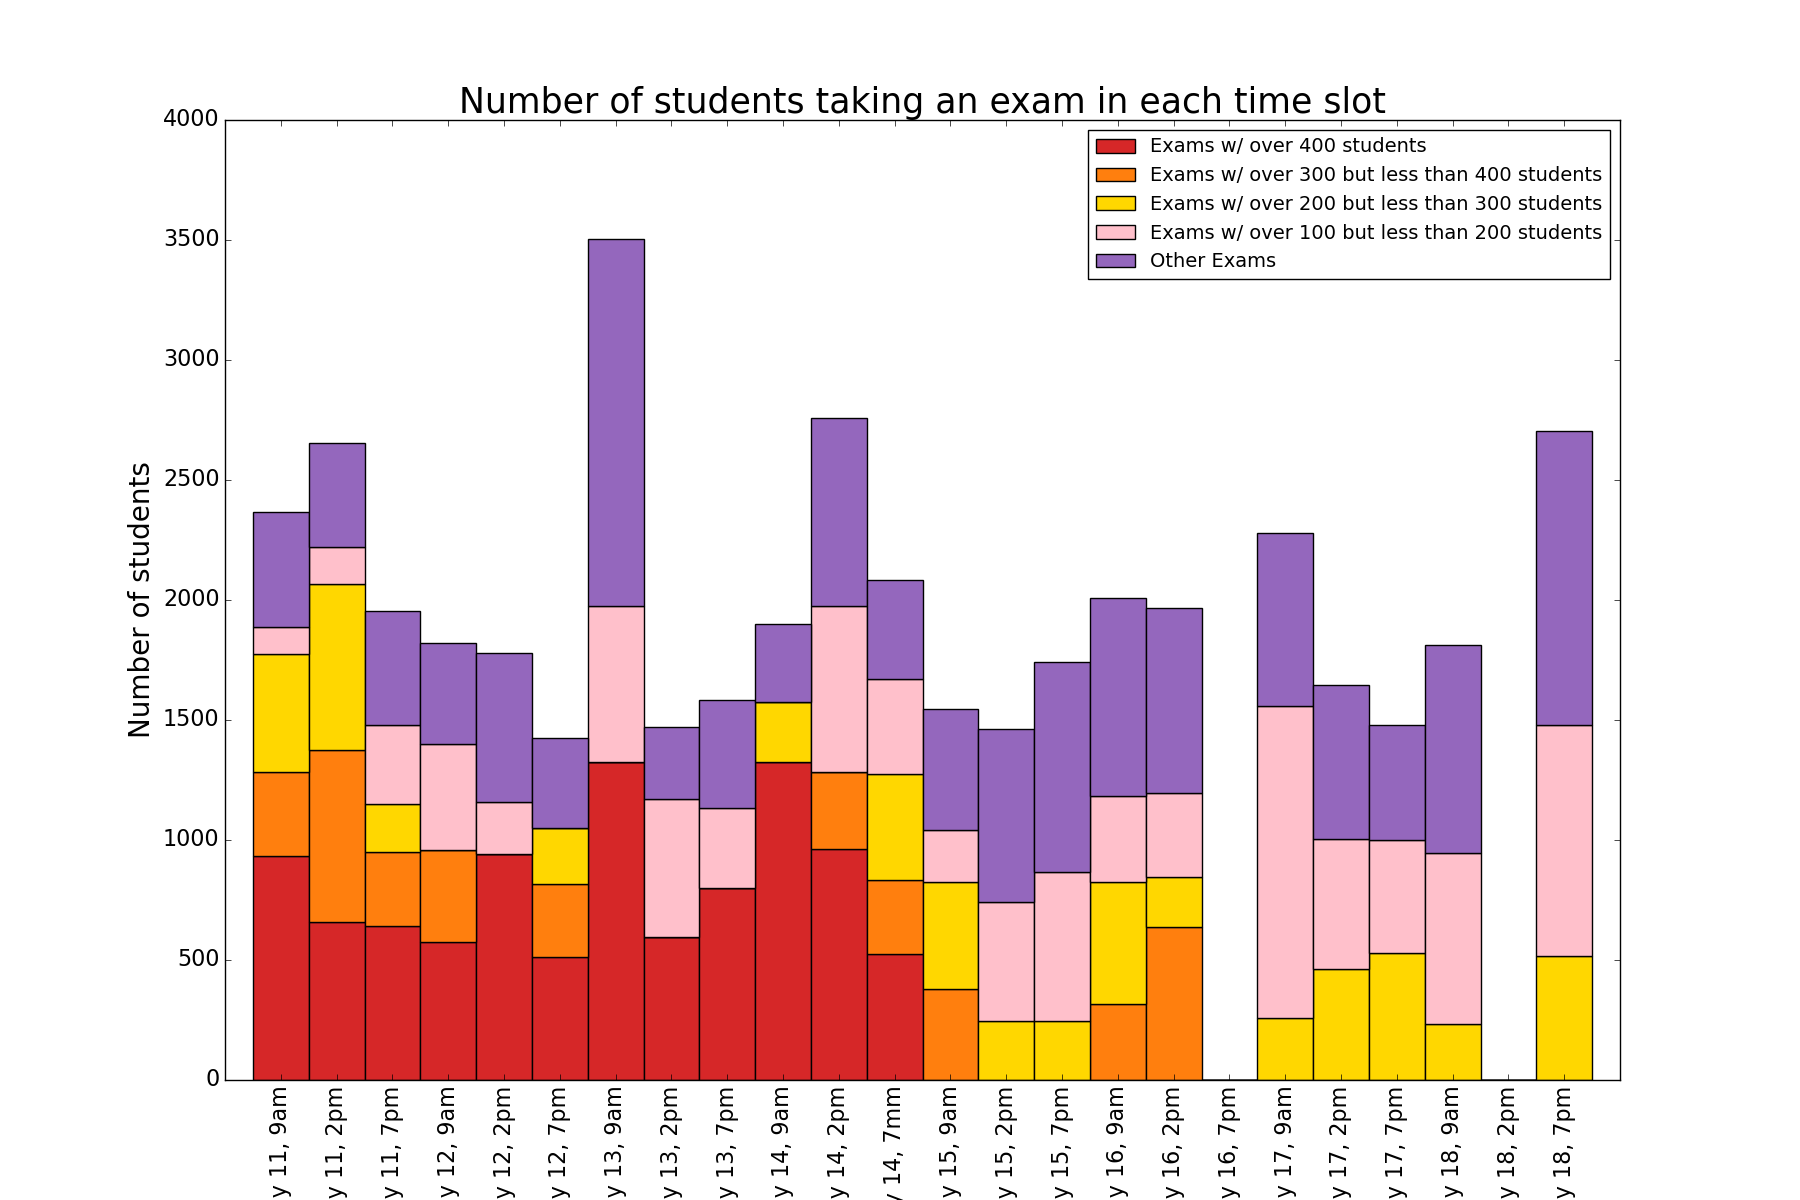 Number of students taking an exam in each time slot
Exams w/ over 400 students
Exams w/ over 300 but less than 400 students
Exams w/ over 200 but less than 300 students
Exams w/ over 100 but less than 200 students
Other Exams
Number of students
4000
3500
3000
2500
2000
1500
1000
500
0
y 11, 9am
y 11, 2pm
y 11, 7pm
y 12, 9am
y 12, 2pm
y 12, 7pm
y 13, 9am
y 13, 2pm
y 13, 7pm
y 14, 9am
y 14, 2pm
y 14, 7mm
y 15, 9am
y 15, 2pm
y 15, 7pm
y 16, 9am
y 16, 2pm
y 16, 7pm
y 17, 9am
y 17, 2pm
y 17, 7pm
y 18, 9am
y 18, 2pm
y 18, 7pm